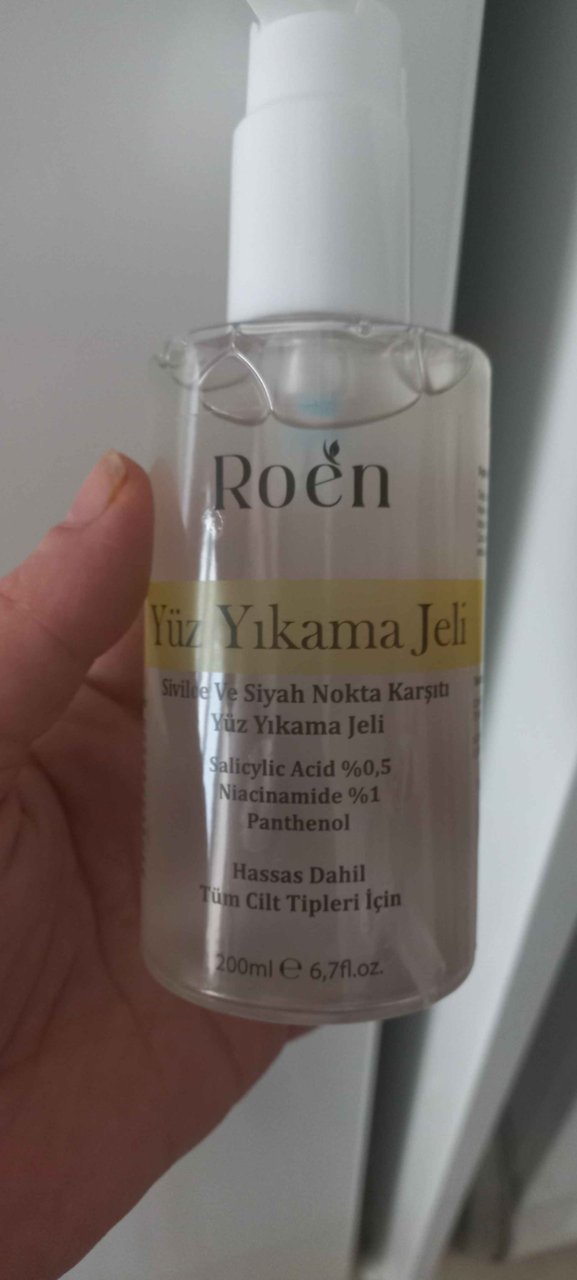 Roen
Yüz Yıkama Jeli
Sivilce Ve Siyah Nokta Karşıtı
Yüz Yıkama Jeli
Salicylic Acid %0,5
Niacinamide %1
Panthenol
Hassas Dahil
Tüm Cilt Tipleri İçin
200ml ℮ 6,7fl.oz.